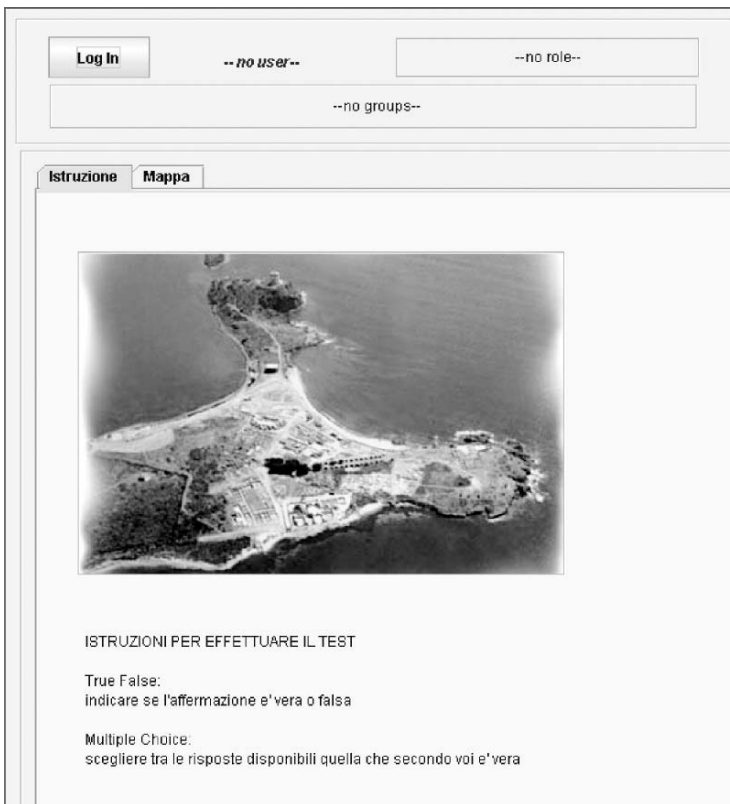 Log In
--no user--
--no role--
--no groups--
Istruzione
Mappa
ISTRUZIONI PER EFFETTUARE IL TEST
True False:
indicare se l'affermazione e' vera o falsa
Multiple Choice:
scegliere tra le risposte disponibili quella che secondo voi e' vera